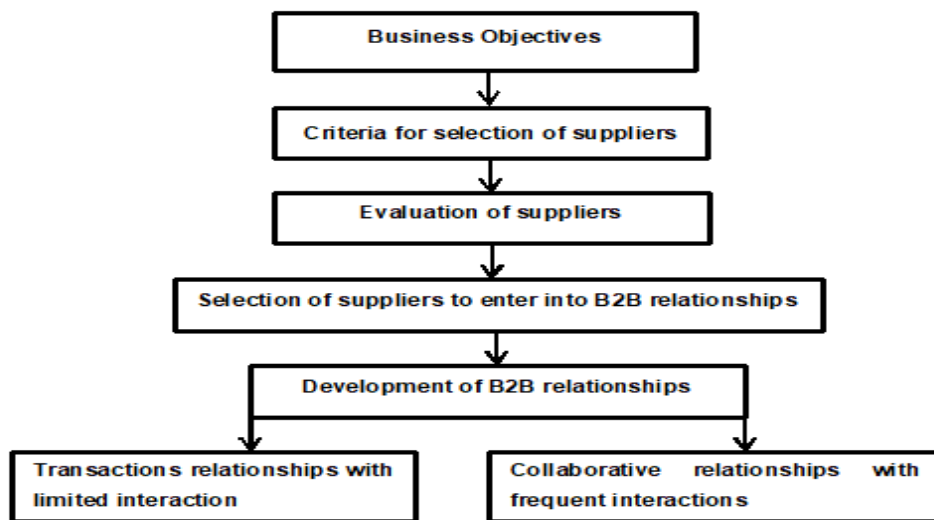 Business Objectives
Criteria for selection of suppliers
Evaluation of suppliers
Selection of suppliers to enter into B2B relationships
Development of B2B relationships
Transactions relationships with
limited interaction
Collaborative relationships with
frequent interactions